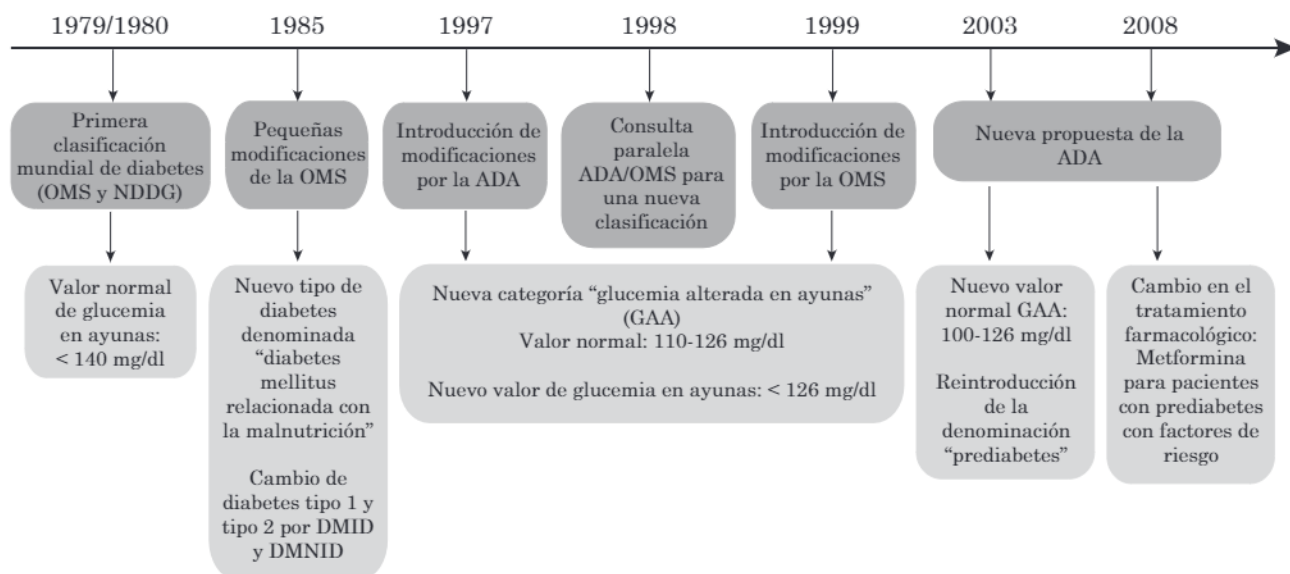 1979/1980
1985
1997
1998
1999
2003
2008
Primera
clasificación
mundial de diabetes
(OMS y NDDG)
Pequeñas
modificaciones
de la OMS
Introducción de
modificaciones
por la ADA
Consulta
paralela
ADA/OMS para
una nueva
clasificación
Introducción de
modificaciones
por la OMS
Nueva propuesta de la
ADA
Valor normal
de glucemia
en ayunas:
< 140 mg/dl
Nuevo tipo de
diabetes
denominada
“diabetes
mellitus
relacionada con
la malnutrición”
Cambio de
diabetes tipo 1 y
tipo 2 por DMID
y DMNID
Nueva categoría “glucemia alterada en ayunas”
(GAA)
Valor normal: 110-126 mg/dl
Nuevo valor de glucemia en ayunas: < 126 mg/dl
Nuevo valor
normal GAA:
100-126 mg/dl
Reintroducción
de la
denominación
“prediabetes”
Cambio en el
tratamiento
farmacológico:
Metformina
para pacientes
con prediabetes
con factores de
riesgo